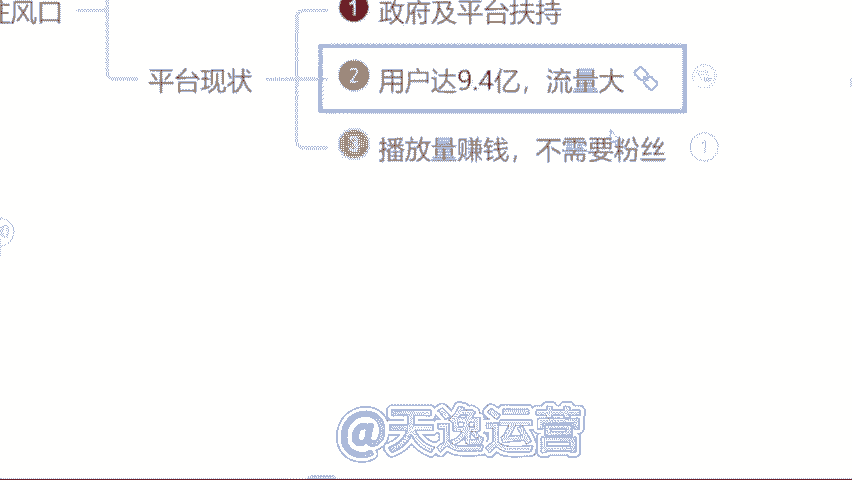 风口
1 政府及平台扶持
平台现状
2 用户达9.4亿，流量大
3 播放量赚钱，不需要粉丝 1
@天逸运营